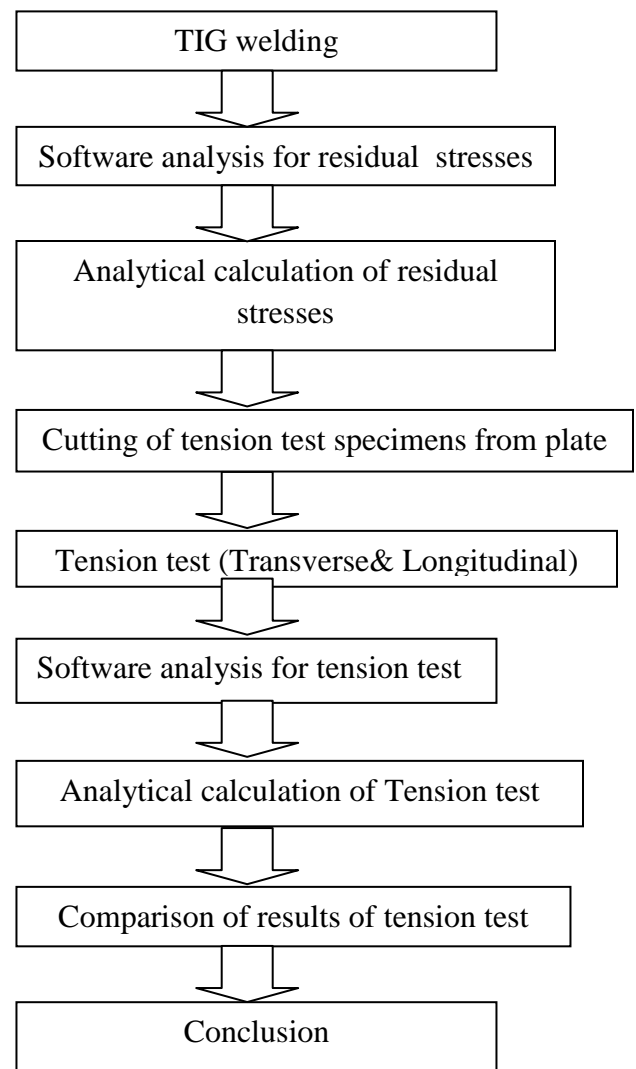 TIG welding
Software analysis for residual  stresses
Analytical calculation of residual
stresses
Cutting of tension test specimens from plate
Tension test (Transverse& Longitudinal)
Software analysis for tension test
Analytical calculation of Tension test
Comparison of results of tension test
Conclusion